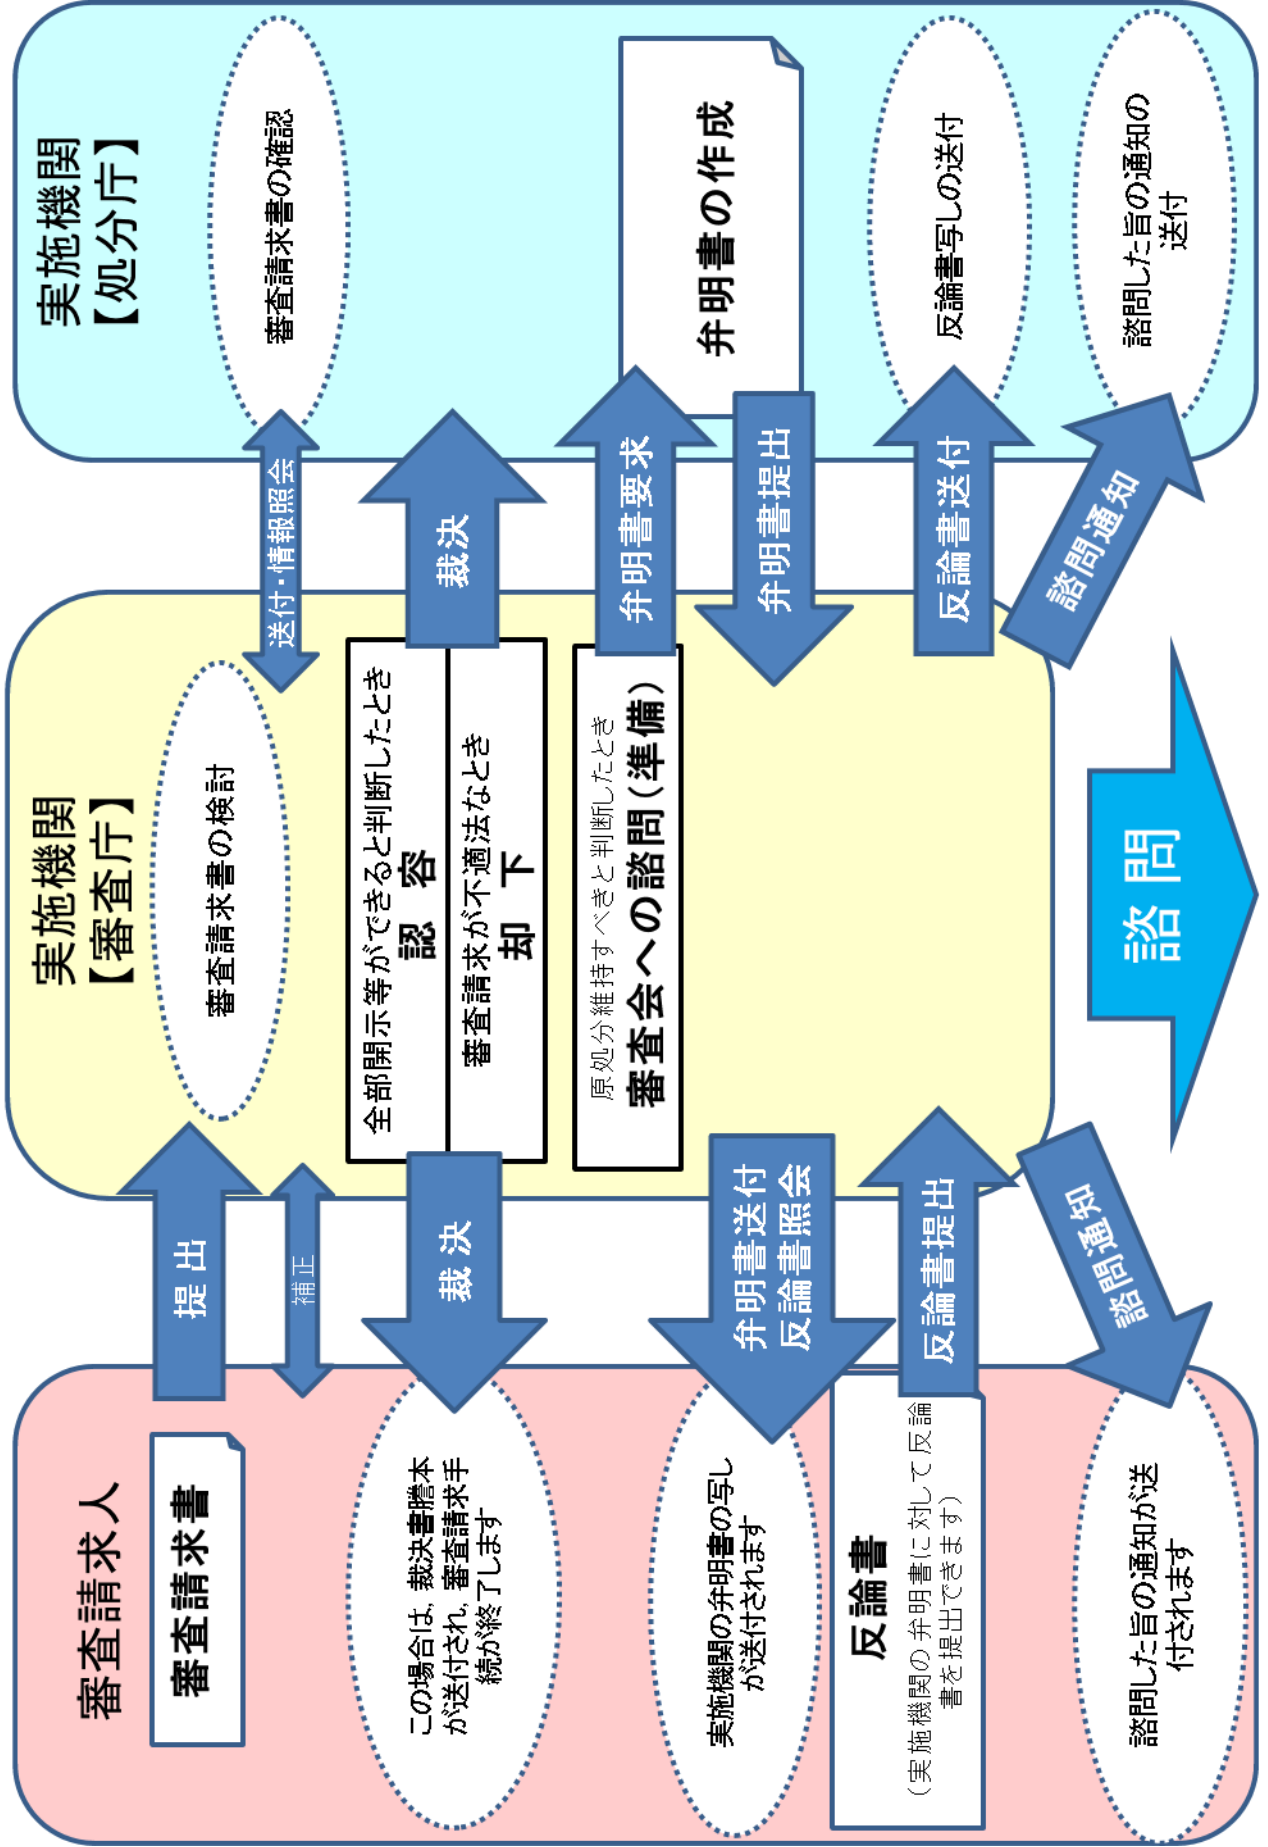 審査請求人
実施機関
【審査庁】
実施機関
【処分庁】
審査請求書
提出
審査請求書の検討
送付・情報照会
審査請求書の確認
補正
この場合は，裁決書謄本
が送付され，審査請求手
続が終了します
裁決
全部開示等ができると判断したとき
認　容
審査請求が不適法なとき
却　下
裁決
原処分維持すべきと判断したとき
審査会への諮問（準備）
弁明書要求
弁明書の作成
弁明書提出
弁明書送付
反論書照会
実施機関の弁明書の写し
が送付されます
反論書
（実施機関の弁明書に対して反論
書を提出できます）
反論書提出
反論書送付
反論書写しの送付
諮問通知
諮問した旨の通知が送
付されます
諮問通知
諮問した旨の通知の
送付
諮 問